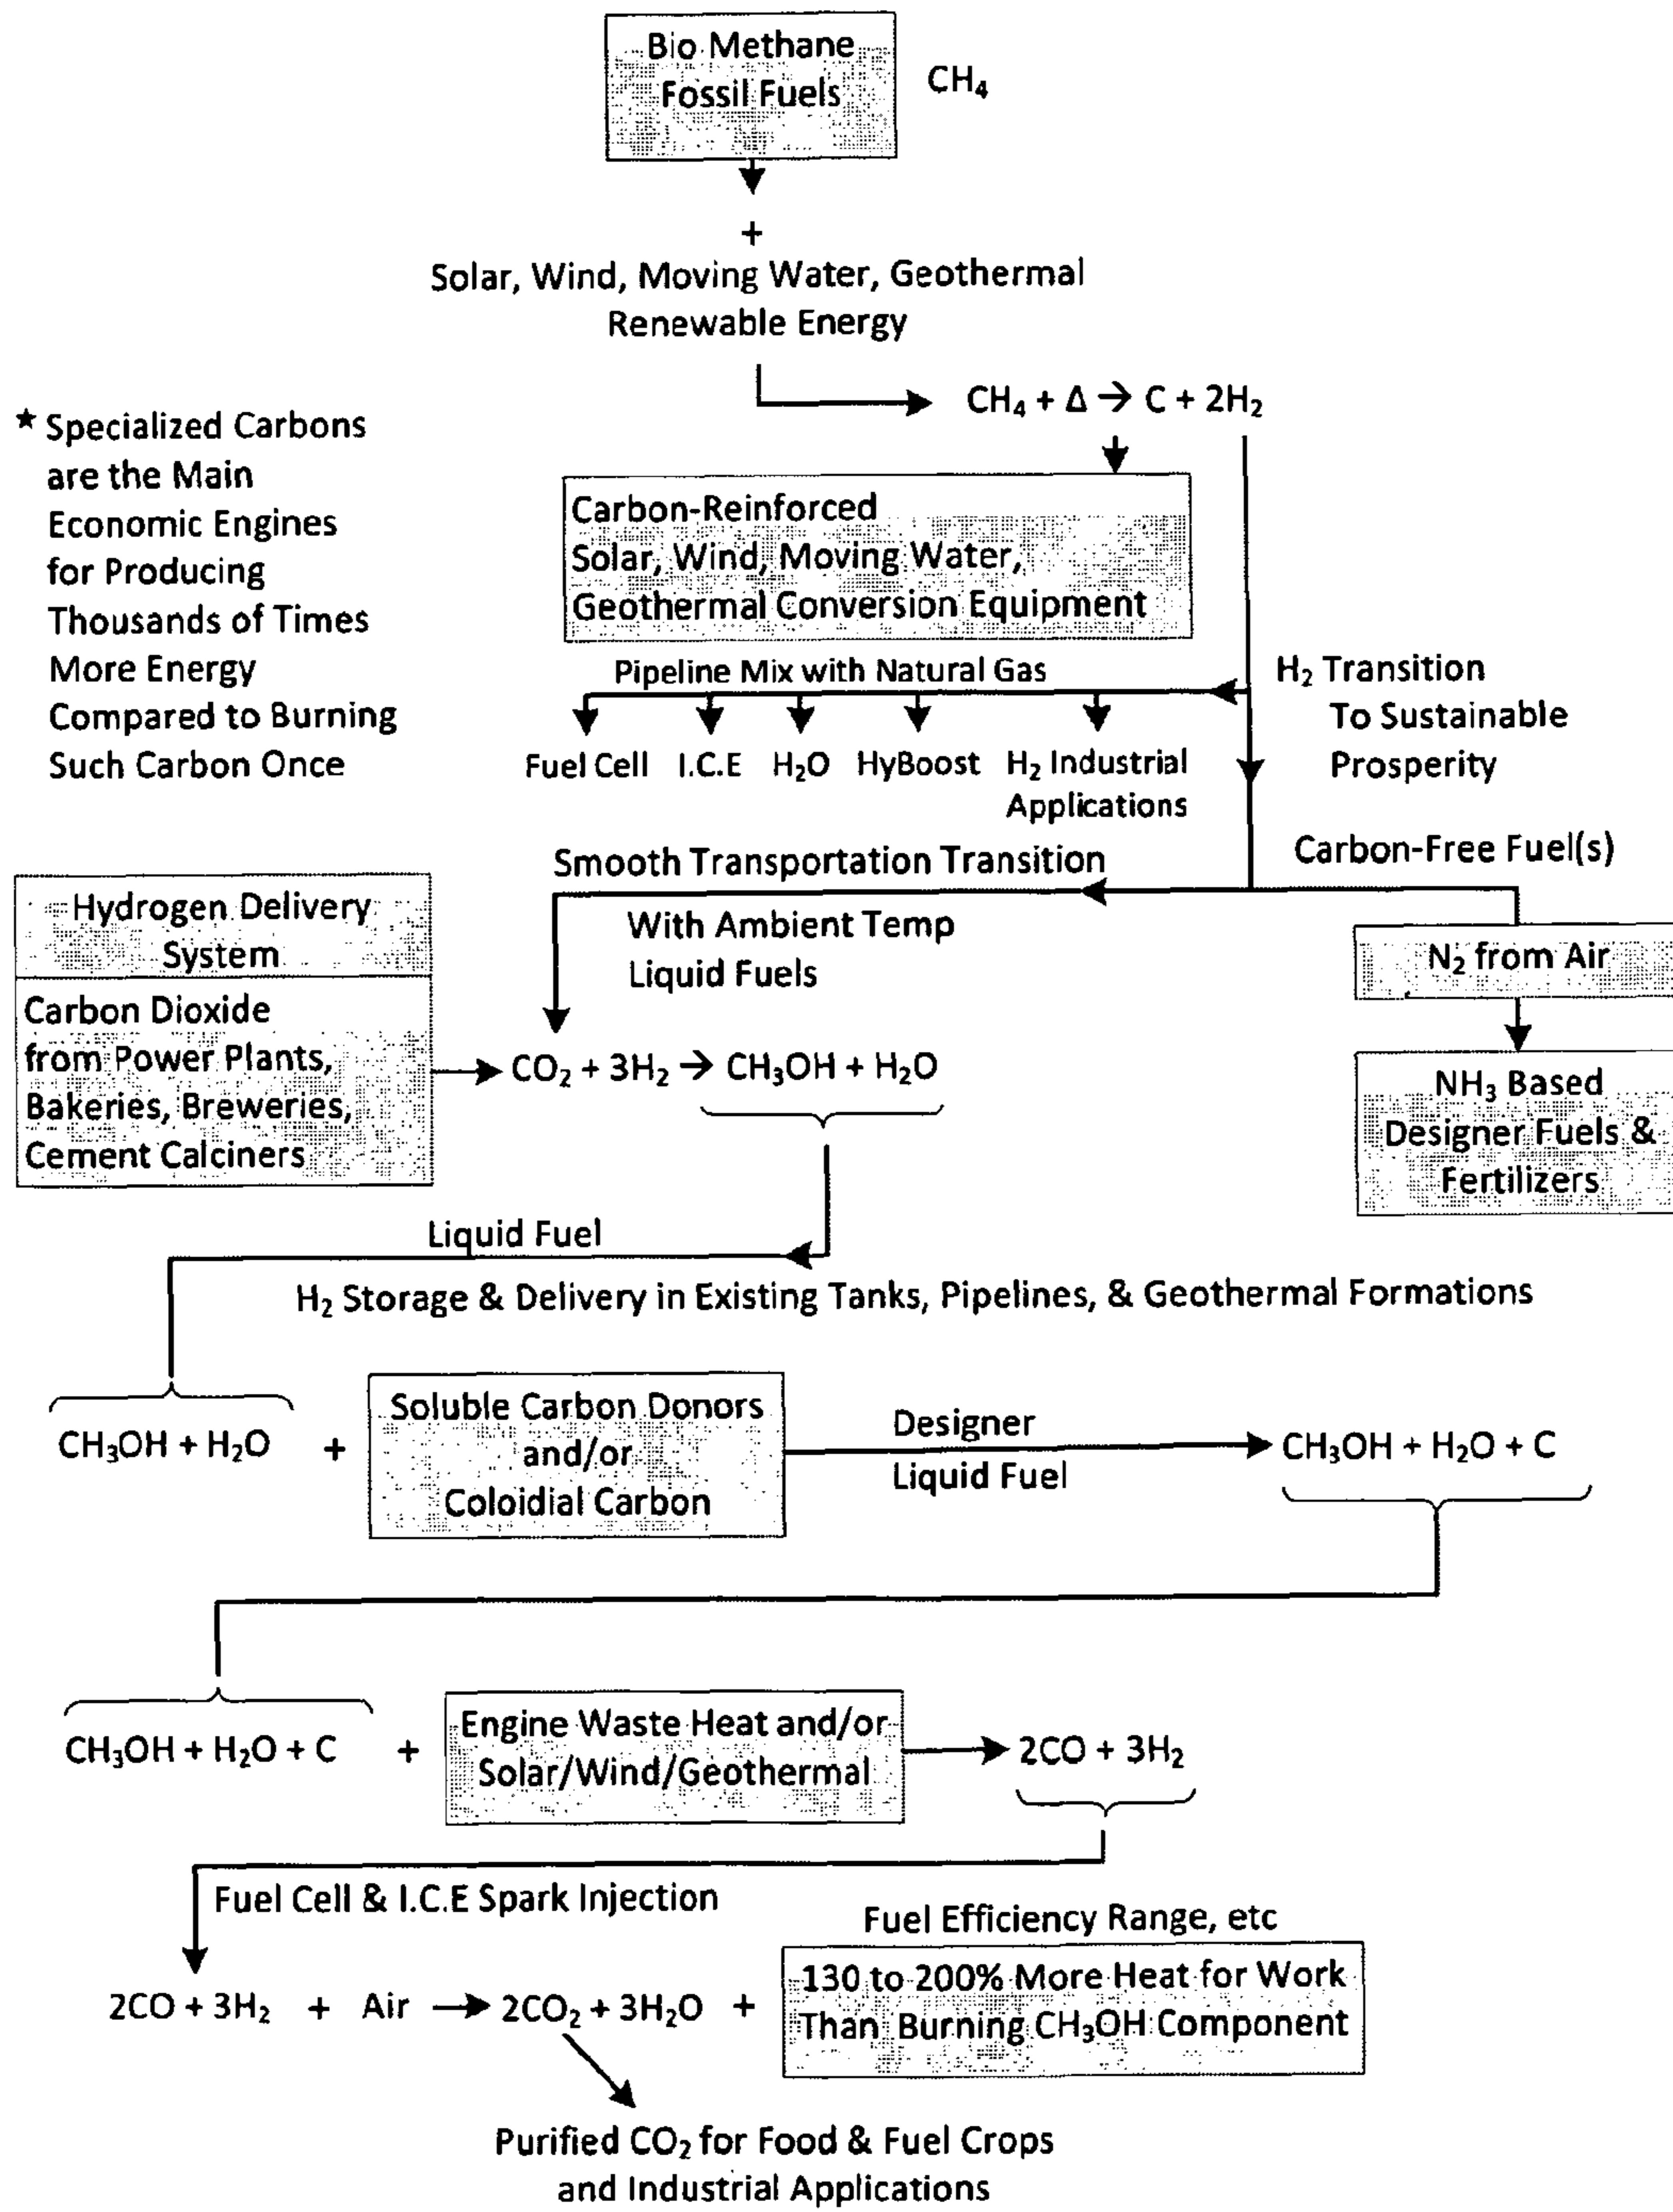 Bio Methane
Fossil Fuels
CH₄
+
Solar, Wind, Moving Water, Geothermal
Renewable Energy
CH₄ + Δ → C + 2H₂
★ Specialized Carbons
are the Main
Economic Engines
for Producing
Thousands of Times
More Energy
Compared to Burning
Such Carbon Once
Carbon-Reinforced
Solar, Wind, Moving Water,
Geothermal Conversion Equipment
Pipeline Mix with Natural Gas
H₂ Transition
To Sustainable
Prosperity
Fuel Cell I.C.E H₂O HyBoost H₂ Industrial
Applications
Smooth Transportation Transition
Carbon-Free Fuel(s)
With Ambient Temp
Liquid Fuels
Hydrogen Delivery
System
Carbon Dioxide
from Power Plants,
Bakeries, Breweries,
Cement Calciners
CO₂ + 3H₂ → CH₃OH + H₂O
N₂ from Air
NH₃ Based
Designer Fuels &
Fertilizers
Liquid Fuel
H₂ Storage & Delivery in Existing Tanks, Pipelines, & Geothermal Formations
CH₃OH + H₂O +
Soluble Carbon Donors
and/or
Coloidial Carbon
Designer
Liquid Fuel
CH₃OH + H₂O + C
CH₃OH + H₂O + C +
Engine Waste Heat and/or
Solar/Wind/Geothermal
2CO + 3H₂
Fuel Cell & I.C.E Spark Injection
Fuel Efficiency Range, etc
2CO + 3H₂ + Air → 2CO₂ + 3H₂O +
130 to 200% More Heat for Work
Than Burning CH₃OH Component
Purified CO₂ for Food & Fuel Crops
and Industrial Applications